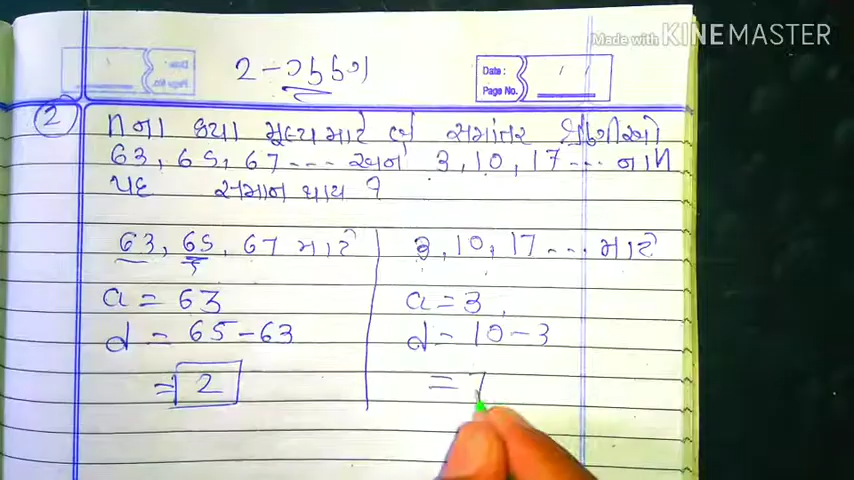 Made with KINEMASTER
2-ગુણ
Date: / /
Page No.
2 nના કયા મૂલ્ય માટે બે સમાંતર શ્રેણીઓ
63, 65, 67 --- અને 3, 10, 17 --- ના n
પદ સમાન થાય ?
63, 65, 67 માટે
3, 10, 17 --- માટે
a = 63
a = 3
d = 65 - 63
d = 10 - 3
= 2
= 7